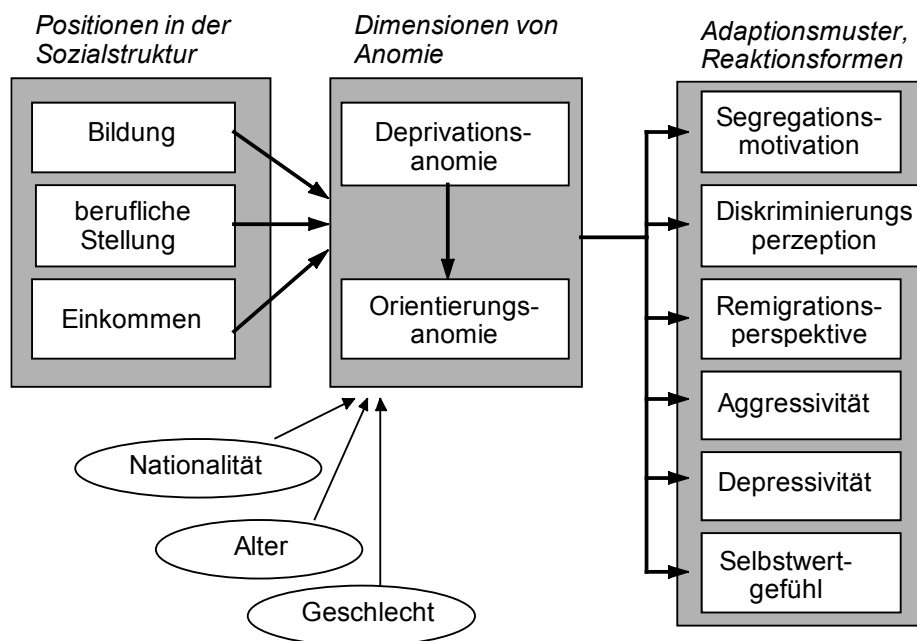 Positionen in der
Sozialstruktur
Dimensionen von
Anomie
Adaptionsmuster,
Reaktionsformen
Bildung
berufliche
Stellung
Einkommen
Deprivations-
anomie
Orientierungs-
anomie
Segregations-
motivation
Diskriminierungs
perzeption
Remigrations-
perspektive
Aggressivität
Depressivität
Selbstwert-
gefühl
Nationalität
Alter
Geschlecht